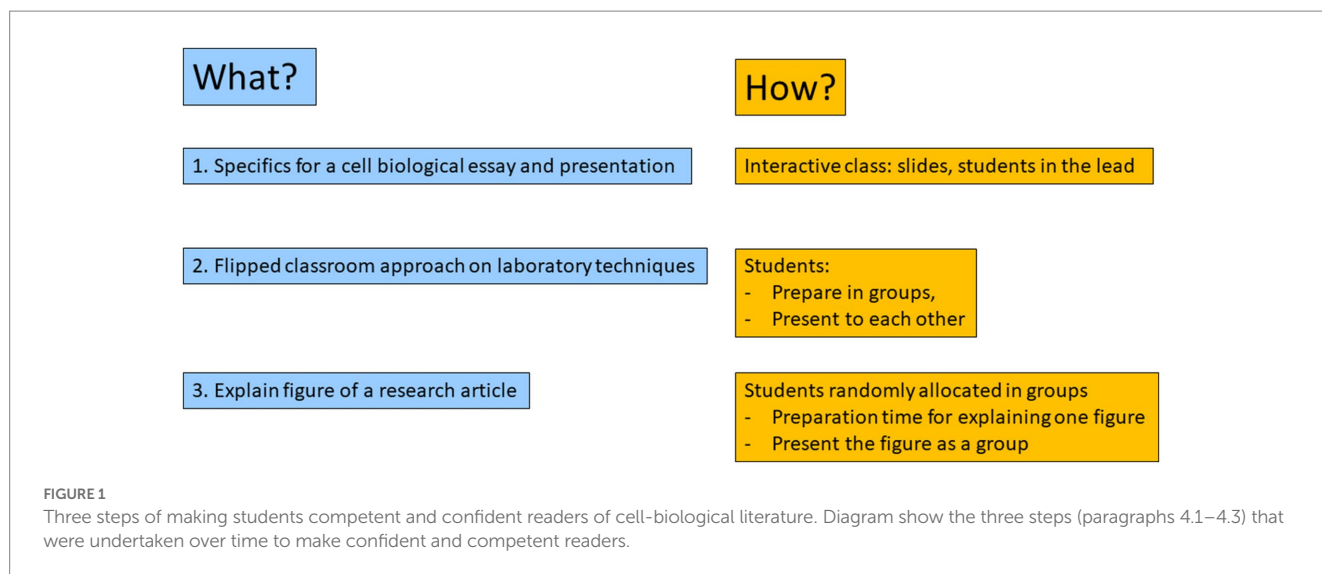 What?
How?
1. Specifics for a cell biological essay and presentation
Interactive class: slides, students in the lead
2. Flipped classroom approach on laboratory techniques
Students:
- Prepare in groups,
- Present to each other
3. Explain figure of a research article
Students randomly allocated in groups
- Preparation time for explaining one figure
- Present the figure as a group
FIGURE 1
Three steps of making students competent and confident readers of cell-biological literature. Diagram show the three steps (paragraphs 4.1–4.3) that
were undertaken over time to make confident and competent readers.